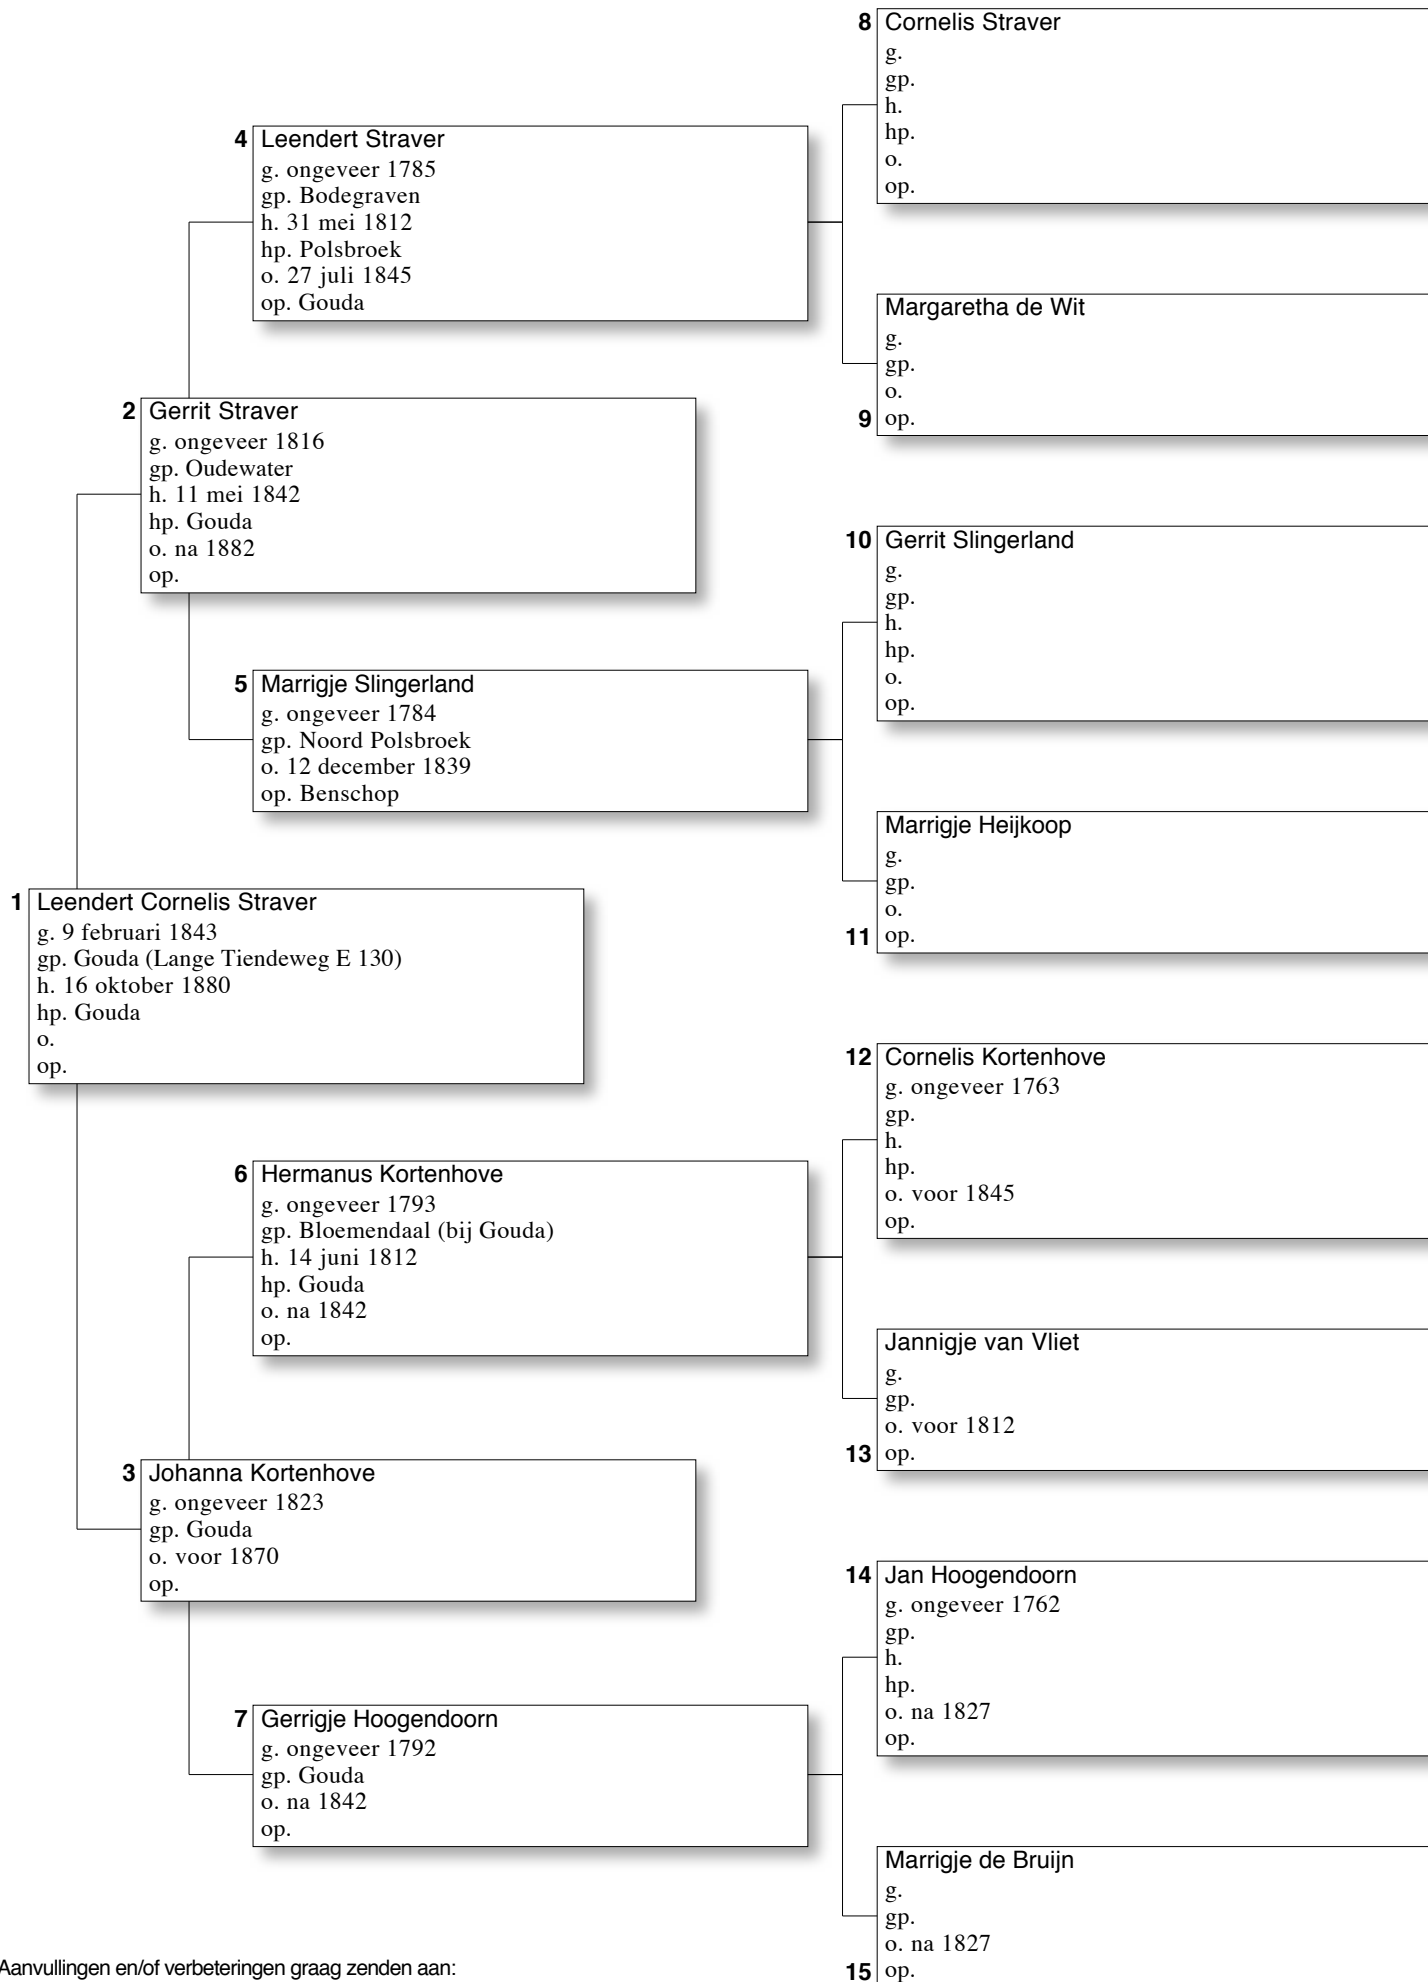 8 Cornelis Straver
g.
gp.
h.
hp.
o.
op.
4 Leendert Straver
g. ongeveer 1785
gp. Bodegraven
h. 31 mei 1812
hp. Polsbroek
o. 27 juli 1845
op. Gouda
Margaretha de Wit
g.
gp.
o.
9 op.
2 Gerrit Straver
g. ongeveer 1816
gp. Oudewater
h. 11 mei 1842
hp. Gouda
o. na 1882
op.
10 Gerrit Slingerland
g.
gp.
h.
hp.
o.
op.
5 Marrigje Slingerland
g. ongeveer 1784
gp. Noord Polsbroek
o. 12 december 1839
op. Benschop
Marrigje Heijkoop
g.
gp.
o.
11 op.
1 Leendert Cornelis Straver
g. 9 februari 1843
gp. Gouda (Lange Tiendeweg E 130)
h. 16 oktober 1880
hp. Gouda
o.
op.
12 Cornelis Kortenhove
g. ongeveer 1763
gp.
h.
hp.
o. voor 1845
op.
6 Hermanus Kortenhove
g. ongeveer 1793
gp. Bloemendaal (bij Gouda)
h. 14 juni 1812
hp. Gouda
o. na 1842
op.
Jannigje van Vliet
g.
gp.
o. voor 1812
13 op.
3 Johanna Kortenhove
g. ongeveer 1823
gp. Gouda
o. voor 1870
op.
14 Jan Hoogendoorn
g. ongeveer 1762
gp.
h.
hp.
o. na 1827
op.
7 Gerrigje Hoogendoorn
g. ongeveer 1792
gp. Gouda
o. na 1842
op.
Marrigje de Bruijn
g.
gp.
o. na 1827
15 op.
Aanvullingen en/of verbeteringen graag zenden aan: